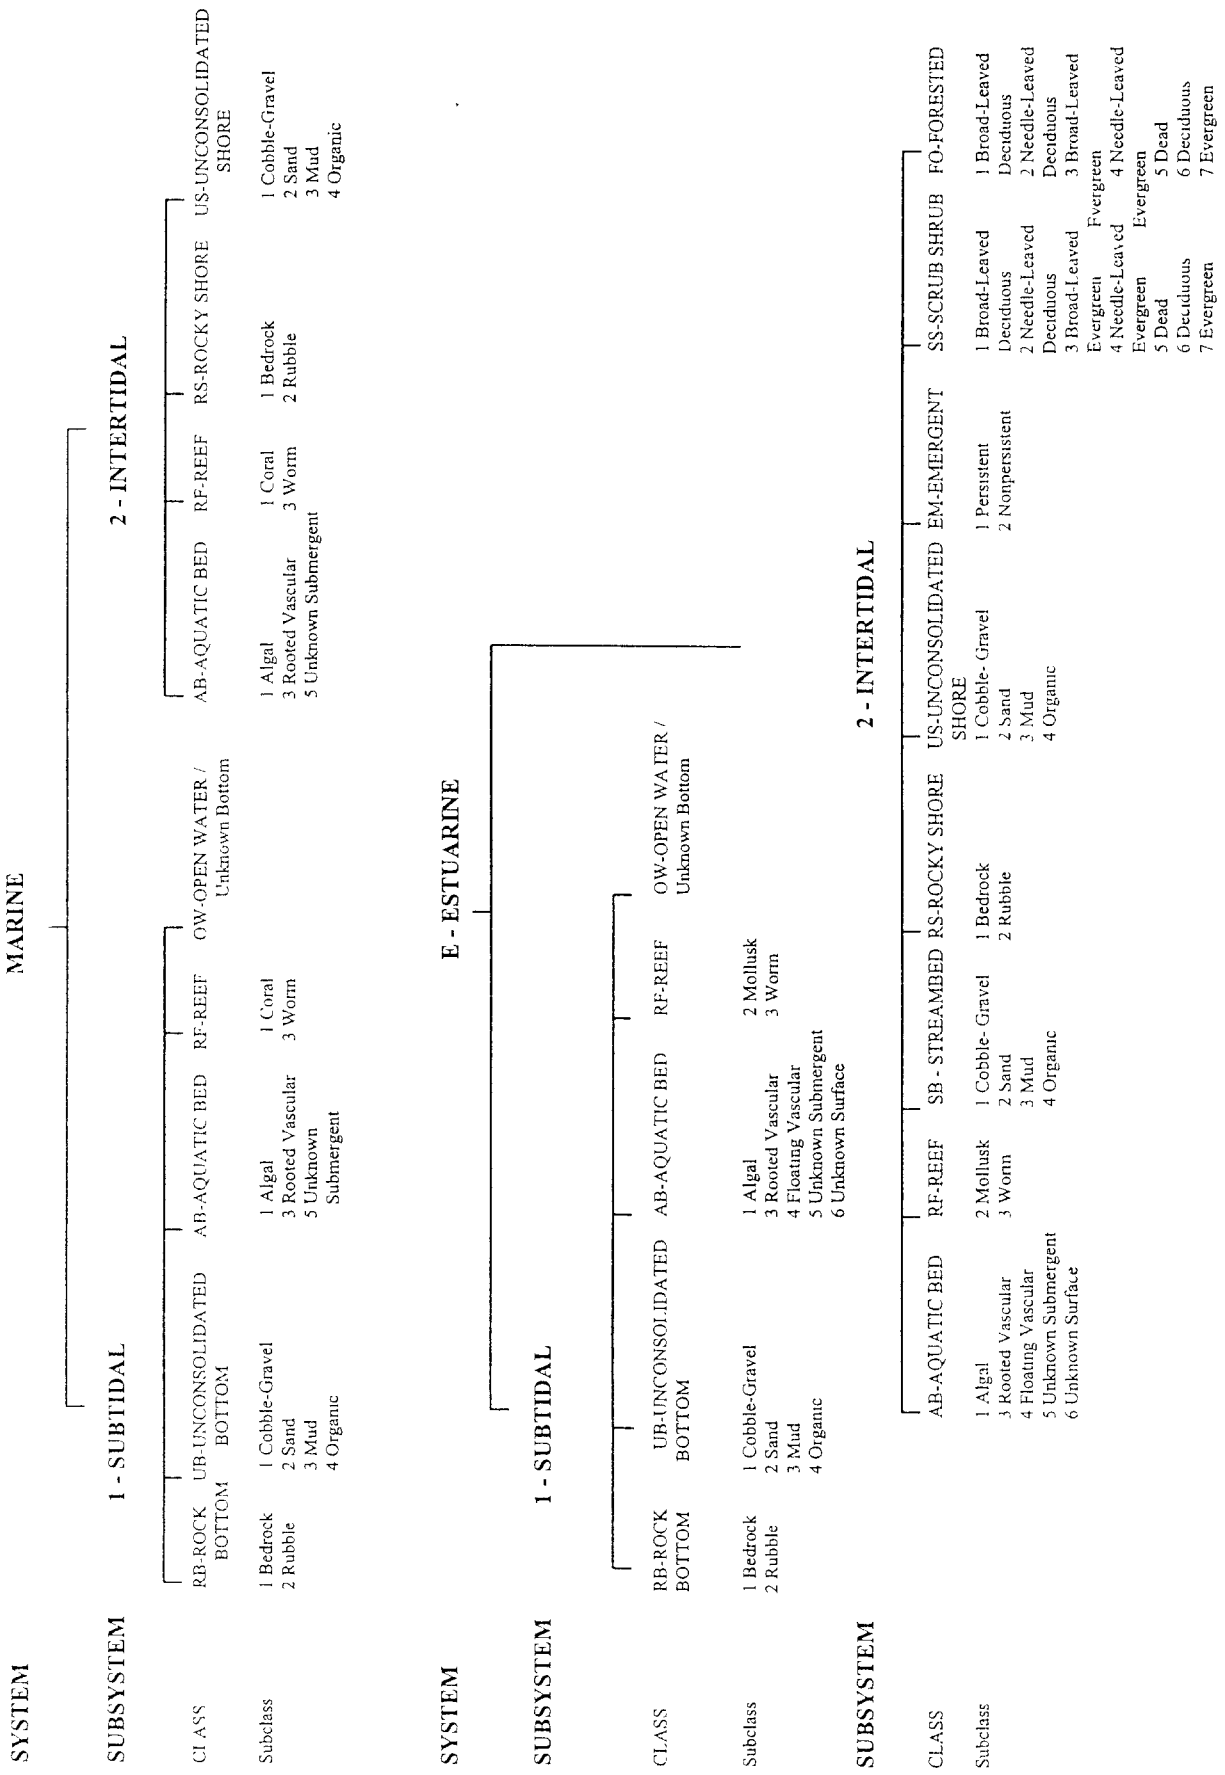 SYSTEM
MARINE
SUBSYSTEM
1 - SUBTIDAL
2 - INTERTIDAL
CLASS
RB-ROCK
BOTTOM
UB-UNCONSOLIDATED
BOTTOM
AB-AQUATIC BED
RF-REEF
OW-OPEN WATER /
Unknown Bottom
AB-AQUATIC BED
RF-REEF
RS-ROCKY SHORE
US-UNCONSOLIDATED
SHORE
Subclass
1 Bedrock
2 Rubble
1 Cobble-Gravel
2 Sand
3 Mud
4 Organic
1 Algal
3 Rooted Vascular
5 Unknown
Submergent
1 Coral
3 Worm
1 Algal
3 Rooted Vascular
5 Unknown Submergent
1 Coral
3 Worm
1 Bedrock
2 Rubble
1 Cobble-Gravel
2 Sand
3 Mud
4 Organic
SYSTEM
E - ESTUARINE
SUBSYSTEM
1 - SUBTIDAL
CLASS
RB-ROCK
BOTTOM
UB-UNCONSOLIDATED
BOTTOM
AB-AQUATIC BED
RF-REEF
OW-OPEN WATER /
Unknown Bottom
Subclass
1 Bedrock
2 Rubble
1 Cobble-Gravel
2 Sand
3 Mud
4 Organic
1 Algal
3 Rooted Vascular
4 Floating Vascular
5 Unknown Submergent
6 Unknown Surface
2 Mollusk
3 Worm
SUBSYSTEM
2 - INTERTIDAL
CLASS
AB-AQUATIC BED
RF-REEF
SB - STREAMBED
RS-ROCKY SHORE
US-UNCONSOLIDATED
SHORE
EM-EMERGENT
SS-SCRUB SHRUB
FO-FORESTED
Subclass
1 Algal
3 Rooted Vascular
4 Floating Vascular
5 Unknown Submergent
6 Unknown Surface
2 Mollusk
3 Worm
1 Cobble- Gravel
2 Sand
3 Mud
4 Organic
1 Bedrock
2 Rubble
1 Cobble- Gravel
2 Sand
3 Mud
4 Organic
1 Persistent
2 Nonpersistent
1 Broad-Leaved
Deciduous
2 Needle-Leaved
Deciduous
3 Broad-Leaved
Evergreen
4 Needle-Leaved
Evergreen
5 Dead
6 Deciduous
7 Evergreen
1 Broad-Leaved
Deciduous
2 Needle-Leaved
Deciduous
3 Broad-Leaved
Evergreen
4 Needle-Leaved
Evergreen
5 Dead
6 Deciduous
7 Evergreen